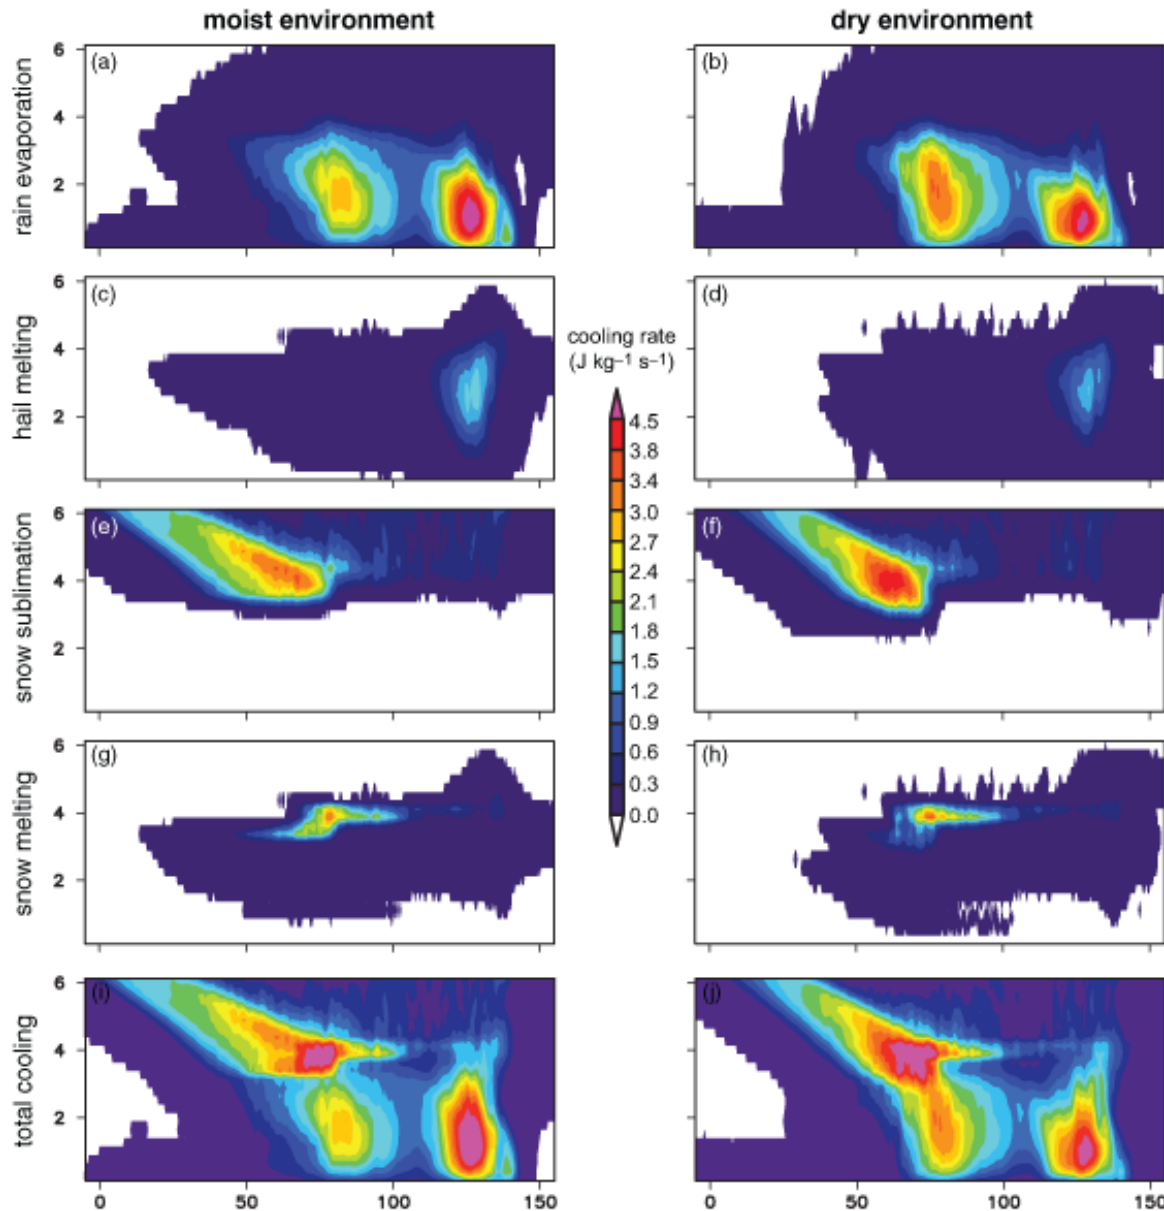 moist environment
dry environment
rain evaporation
6
4
2
(a)
(b)
hail melting
6
4
2
(c)
(d)
cooling rate
(J kg–1 s–1)
4.5
3.8
3.4
3.0
2.7
2.4
2.1
1.8
1.5
1.2
0.9
0.6
0.3
0.0
snow sublimation
6
4
2
(e)
(f)
snow melting
6
4
2
(g)
(h)
total cooling
6
4
2
(i)
(j)
0 50 100 150
0 50 100 150